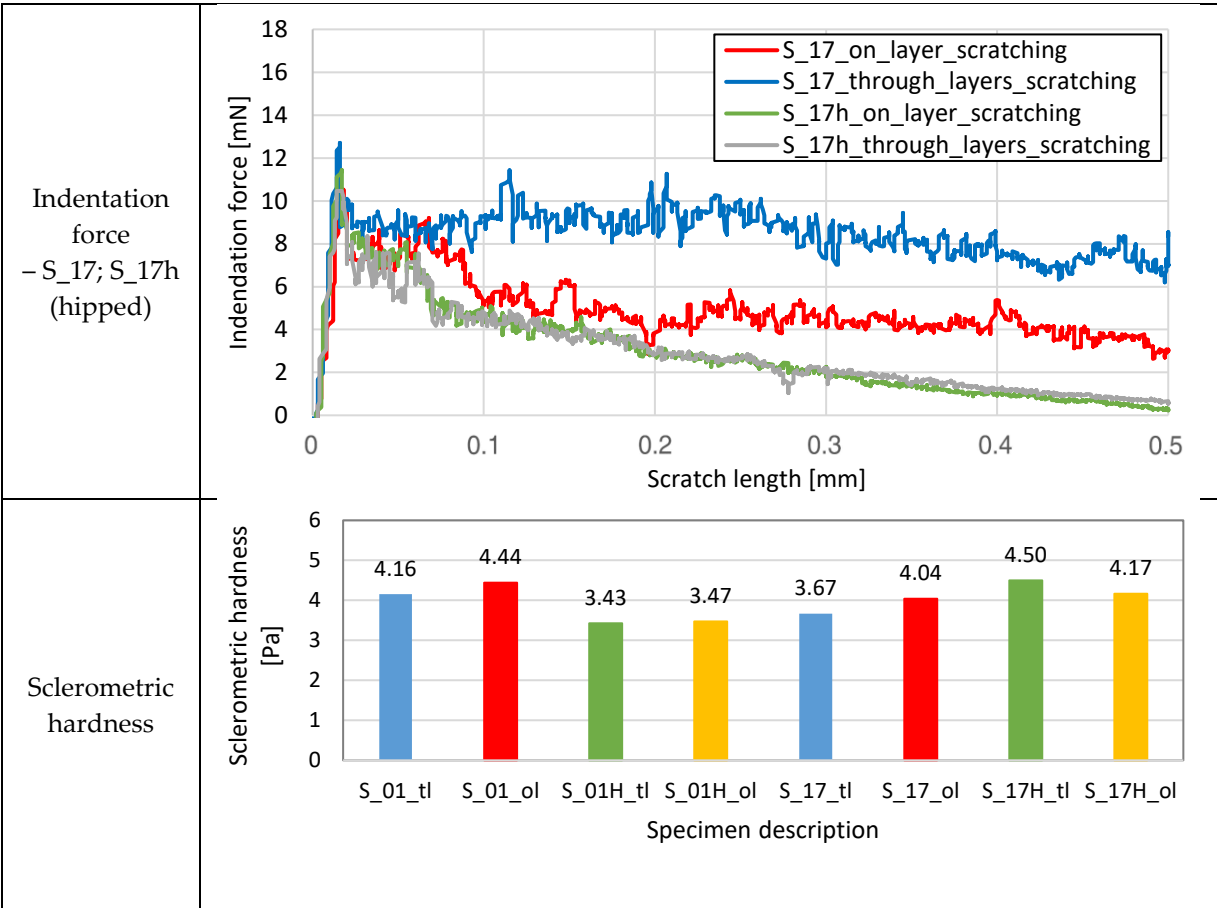 Indentation
force
– S_17; S_17h
(hipped)
Indendation force [mN]
18
16
14
12
10
8
6
4
2
0
S_17_on_layer_scratching
S_17_through_layers_scratching
S_17h_on_layer_scratching
S_17h_through_layers_scratching
0 0.1 0.2 0.3 0.4 0.5
Scratch length [mm]
Sclerometric
hardness
Sclerometric hardness
[Pa]
6
5
4
3
2
1
0
4.16 4.44 3.43 3.47 3.67 4.04 4.50 4.17
S_01_tl S_01_ol S_01H_tl S_01H_ol S_17_tl S_17_ol S_17H_tl S_17H_ol
Specimen description